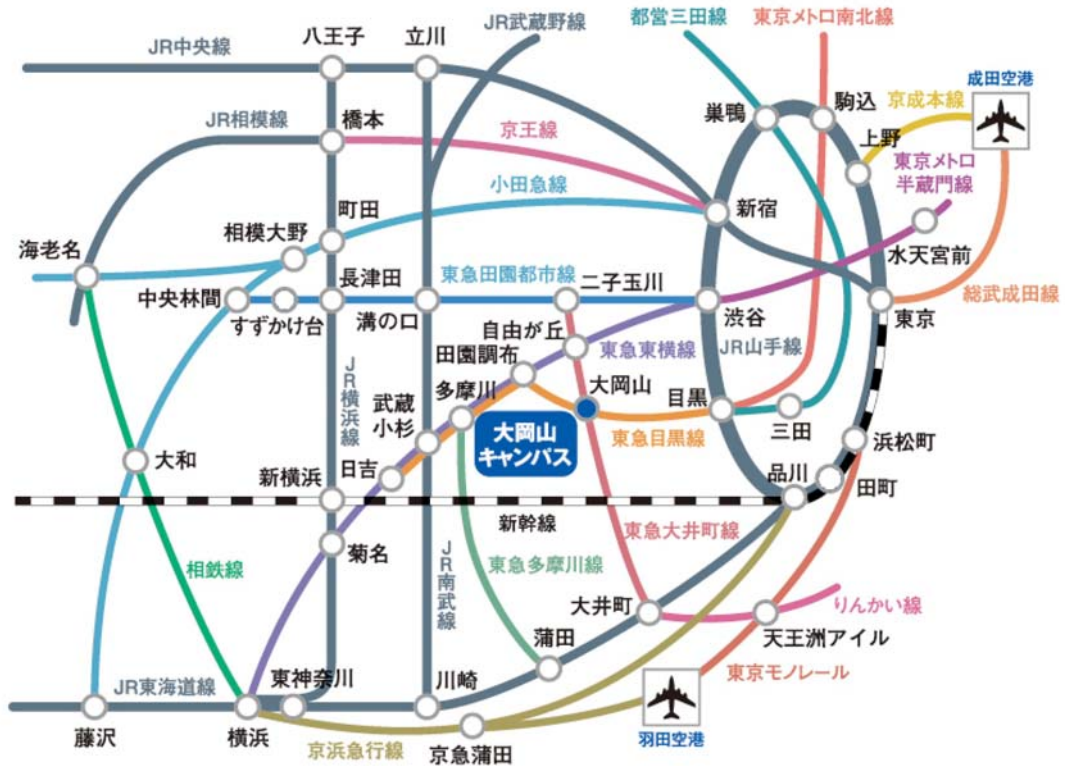 都営三田線
東京メトロ南北線
JR武蔵野線
八王子
立川
JR中央線
成田空港
駒込
京成本線
巣鴨
JR相模線
橋本
京王線
上野
東京メトロ
半蔵門線
小田急線
新宿
町田
相模大野
水天宮前
海老名
東急田園都市線
二子玉川
長津田
中央林間
総武成田線
すずかけ台
溝の口
渋谷
東京
自由が丘
東急東横線
JR山手線
田園調布
大岡山
多摩川
目黒
JR横浜線
武蔵
小杉
三田
東急目黒線
大岡山
キャンパス
浜松町
大和
日吉
新横浜
品川
田町
新幹線
東急大井町線
菊名
JR南武線
東急多摩川線
相鉄線
大井町
りんかい線
天王洲アイル
蒲田
東神奈川
東京モノレール
JR東海道線
川崎
藤沢
横浜
京浜急行線
京急蒲田
羽田空港